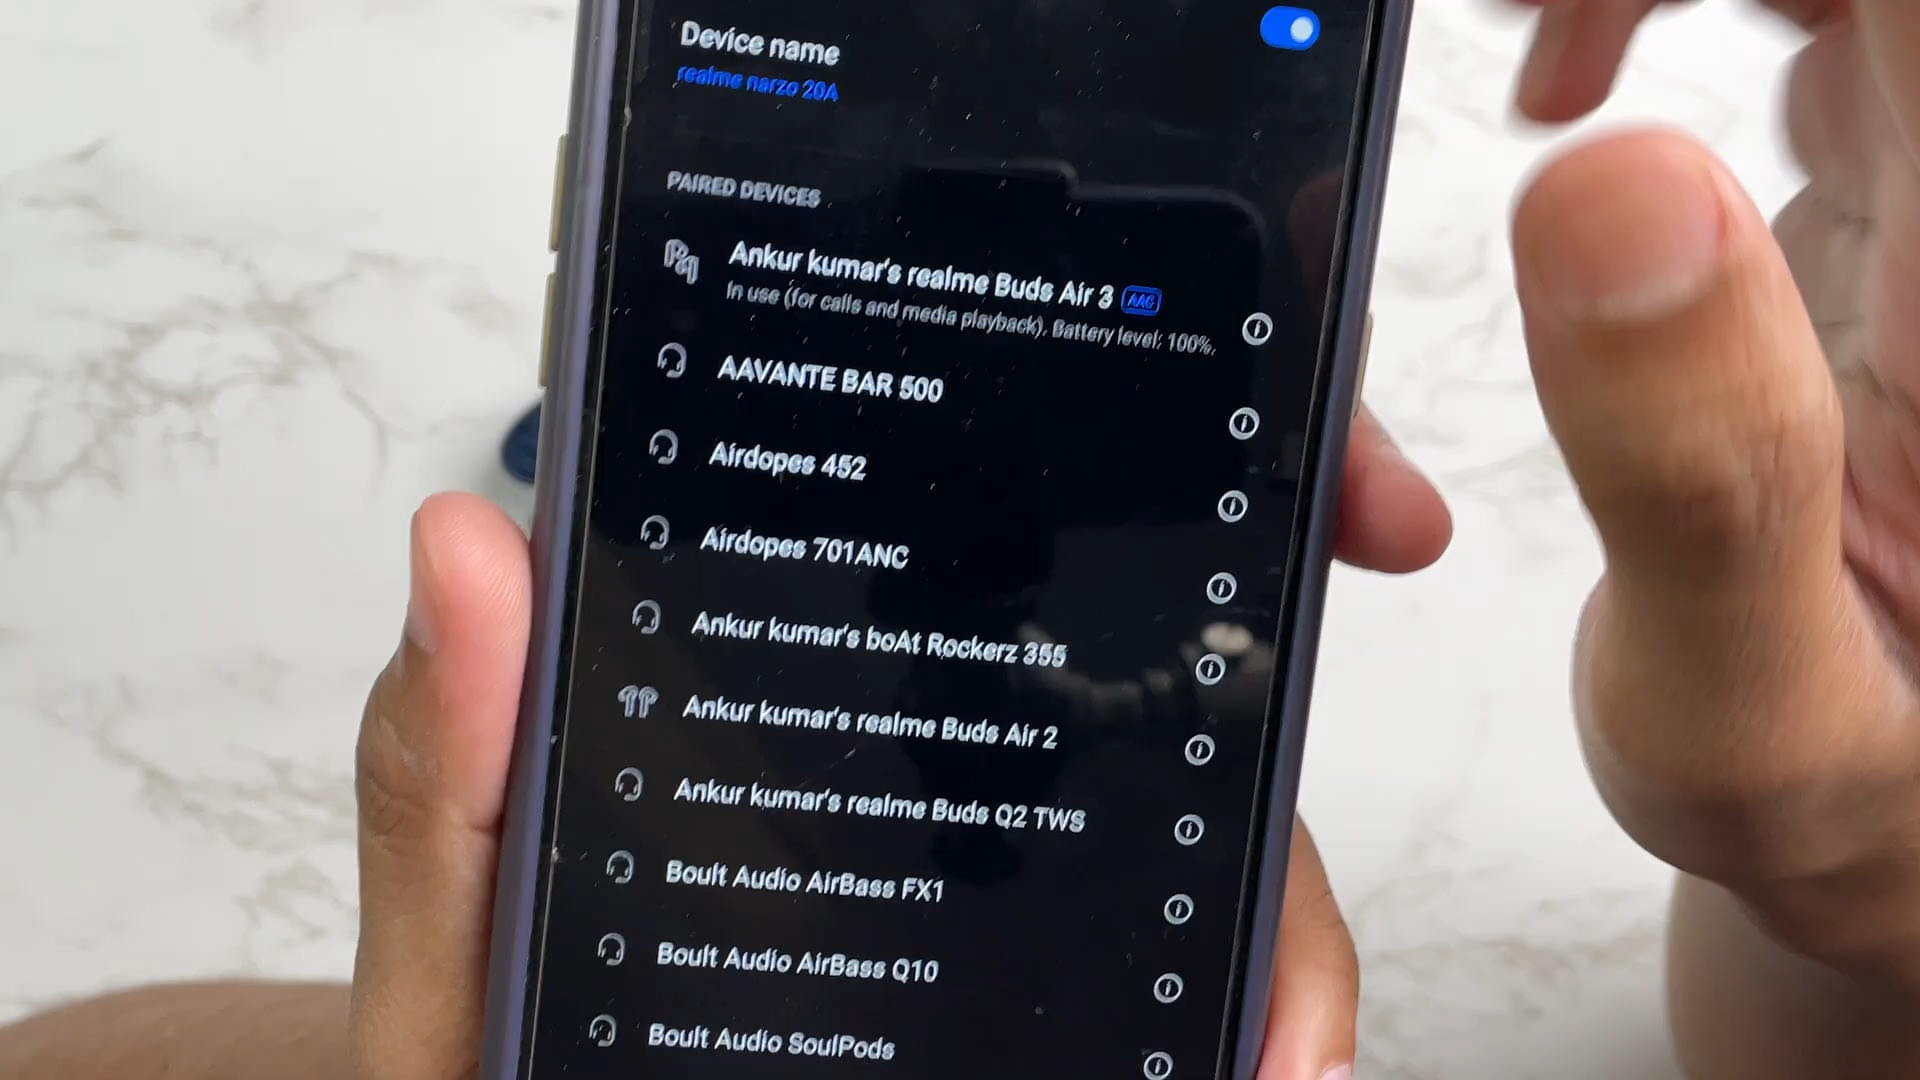 Device name
realme narzo 20A
PAIRED DEVICES
Ankur kumar's realme Buds Air 3 AAC
In use (for calls and media playback). Battery level: 100%.
AAVANTE BAR 500
Airdopes 452
Airdopes 701ANC
Ankur kumar's boAt Rockerz 355
Ankur kumar's realme Buds Air 2
Ankur kumar's realme Buds Q2 TWS
Boult Audio AirBass FX1
Boult Audio AirBass Q10
Boult Audio SoulPods